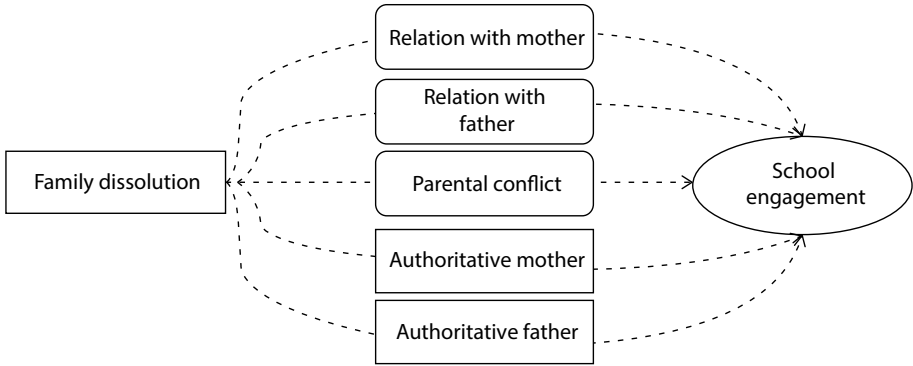 Relation with mother
Relation with
father
Family dissolution
Parental conflict
School
engagement
Authoritative mother
Authoritative father